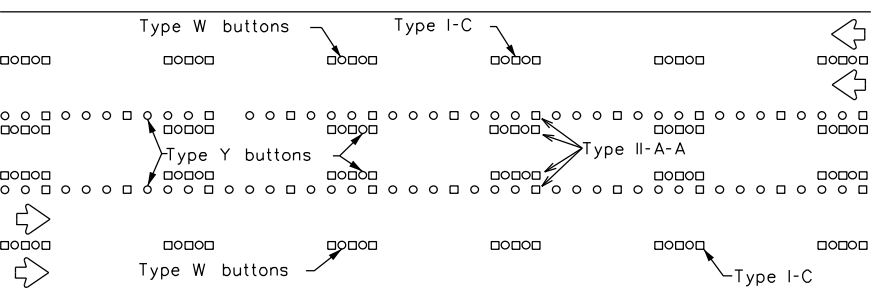 Type W buttons
Type I-C
Type Y buttons
Type II-A-A
Type W buttons
Type I-C